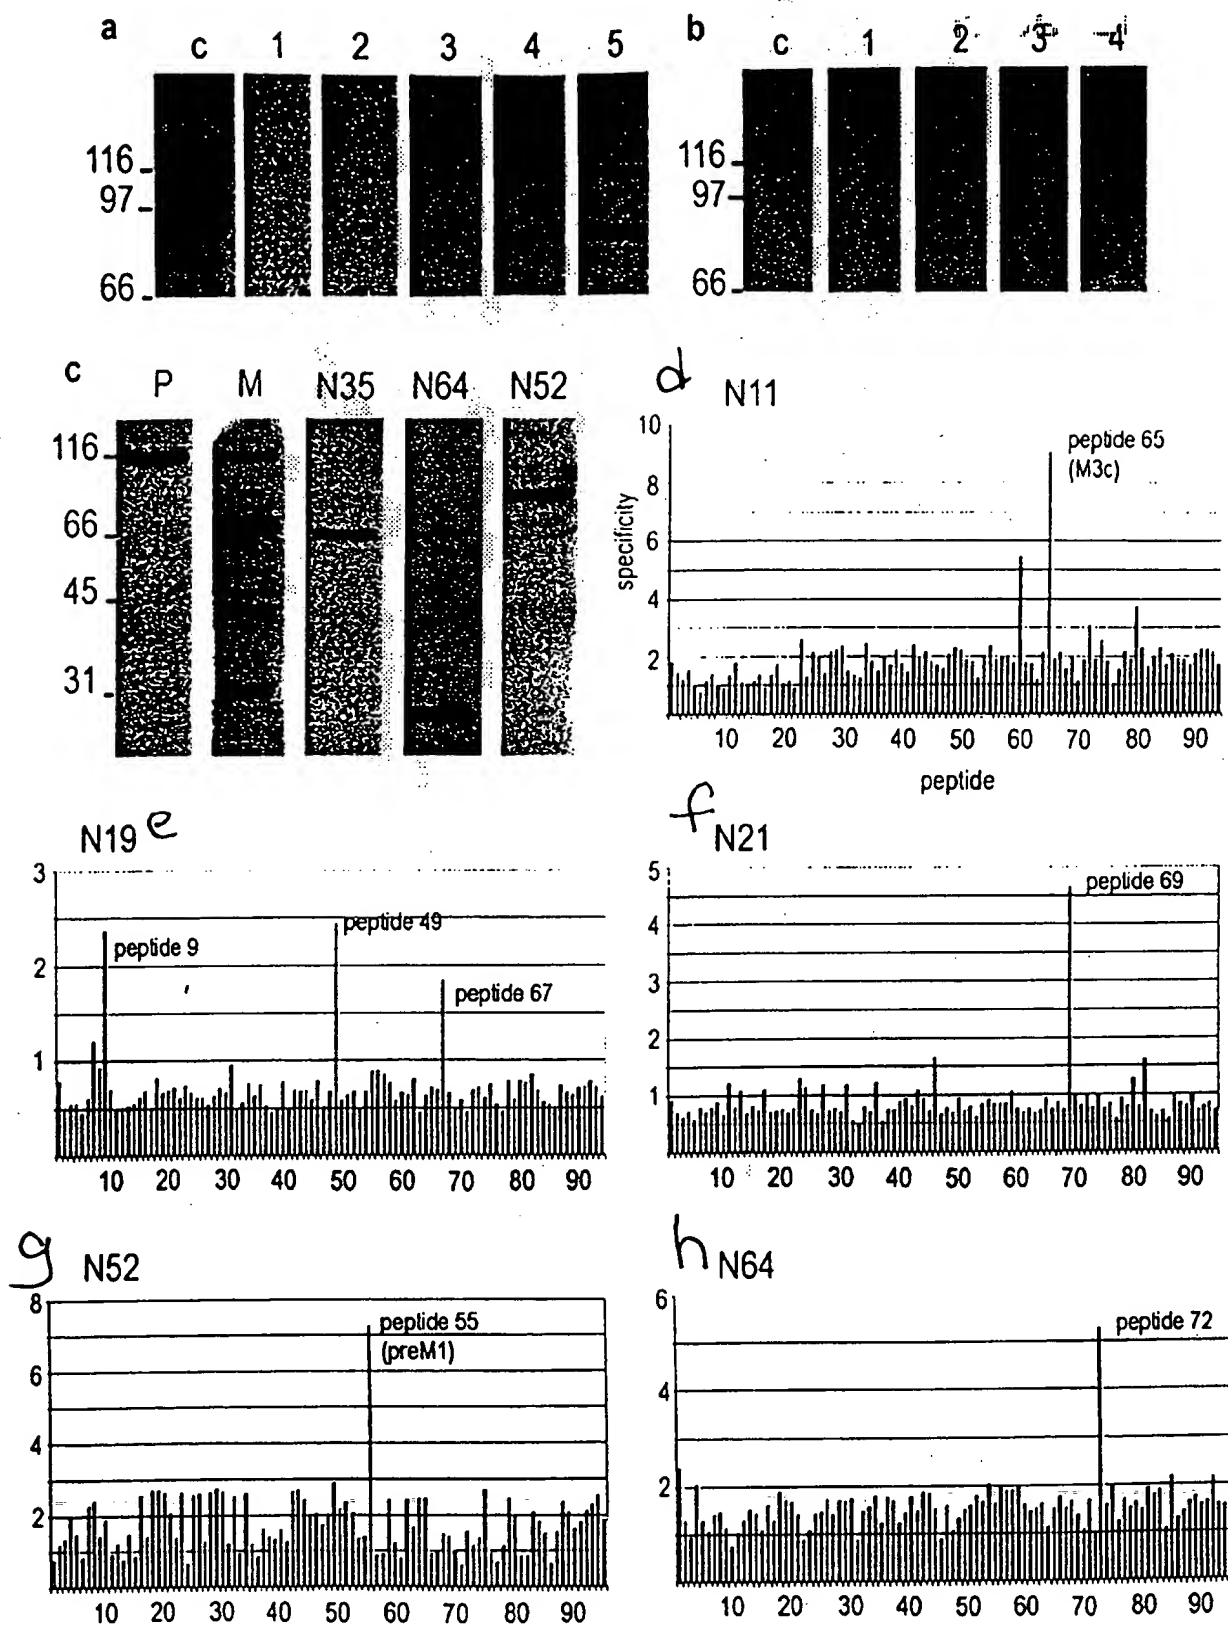 a
c 1 2 3 4 5
116
97
66
b
c 1 2 3 4
116
97
66
c
P M N35 N64 N52
116
66
45
31
d N11
10
8
6
4
2
specificity
peptide 65
(M3c)
10 20 30 40 50 60 70 80 90
peptide
N19 e
3
2
1
peptide 9
peptide 49
peptide 67
10 20 30 40 50 60 70 80 90
f N21
5
4
3
2
1
peptide 69
10 20 30 40 50 60 70 80 90
g N52
8
6
4
2
peptide 55
(preM1)
10 20 30 40 50 60 70 80 90
h N64
6
4
2
peptide 72
10 20 30 40 50 60 70 80 90